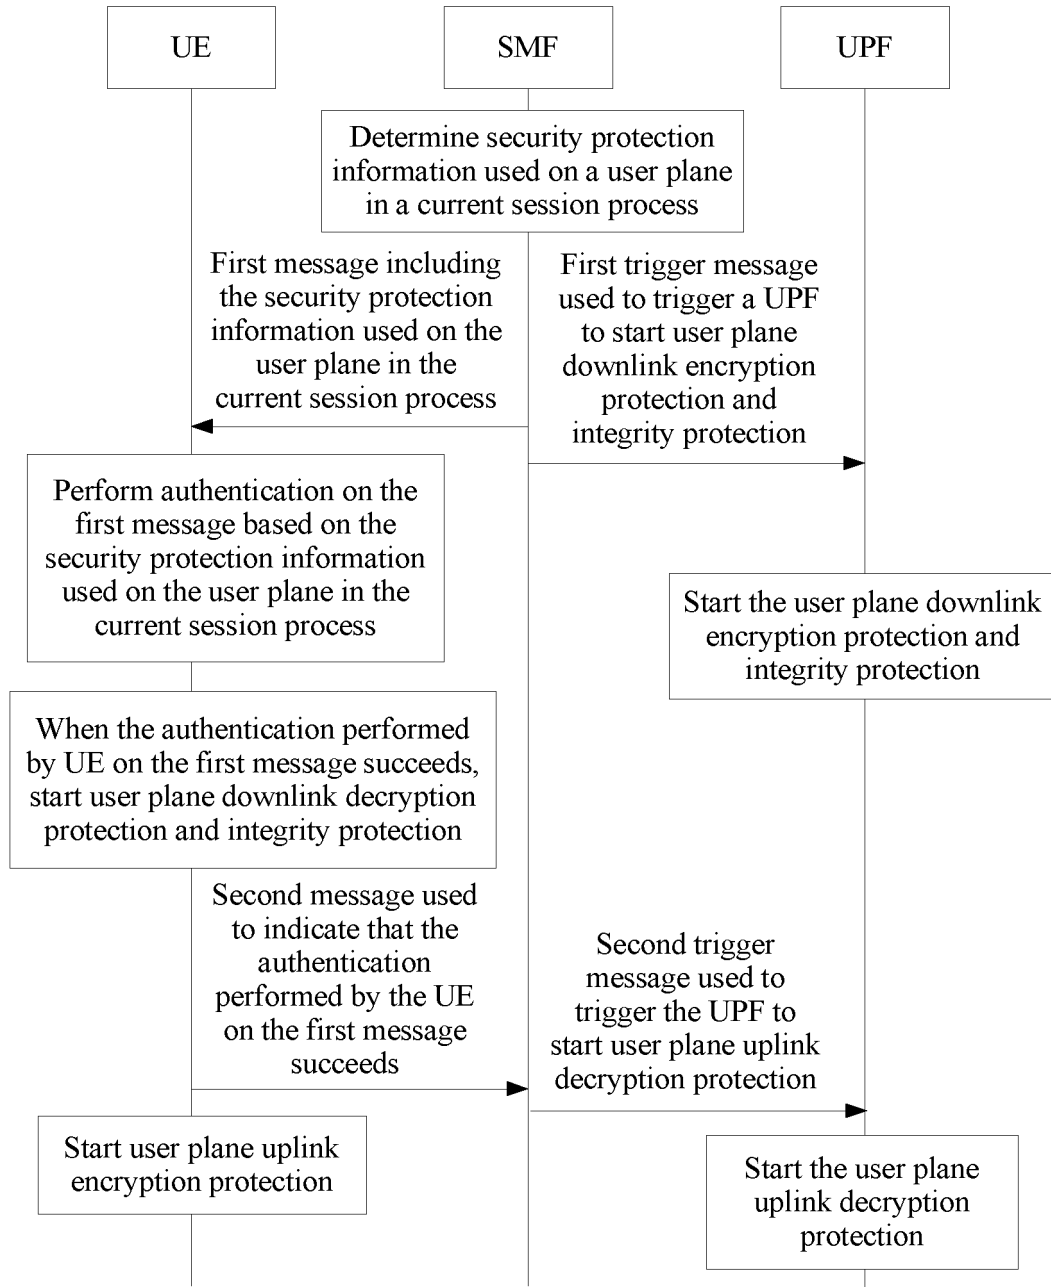 UE
SMF
UPF
Determine security protection
information used on a user plane
in a current session process
First message including
the security protection
information used on the
user plane in the
current session process
First trigger message
used to trigger a UPF
to start user plane
downlink encryption
protection and
integrity protection
Perform authentication on the
first message based on the
security protection information
used on the user plane in the
current session process
Start the user plane downlink
encryption protection and
integrity protection
When the authentication performed
by UE on the first message succeeds,
start user plane downlink decryption
protection and integrity protection
Second message used
to indicate that the
authentication
performed by the UE
on the first message
succeeds
Second trigger
message used to
trigger the UPF to
start user plane uplink
decryption protection
Start user plane uplink
encryption protection
Start the user plane
uplink decryption
protection